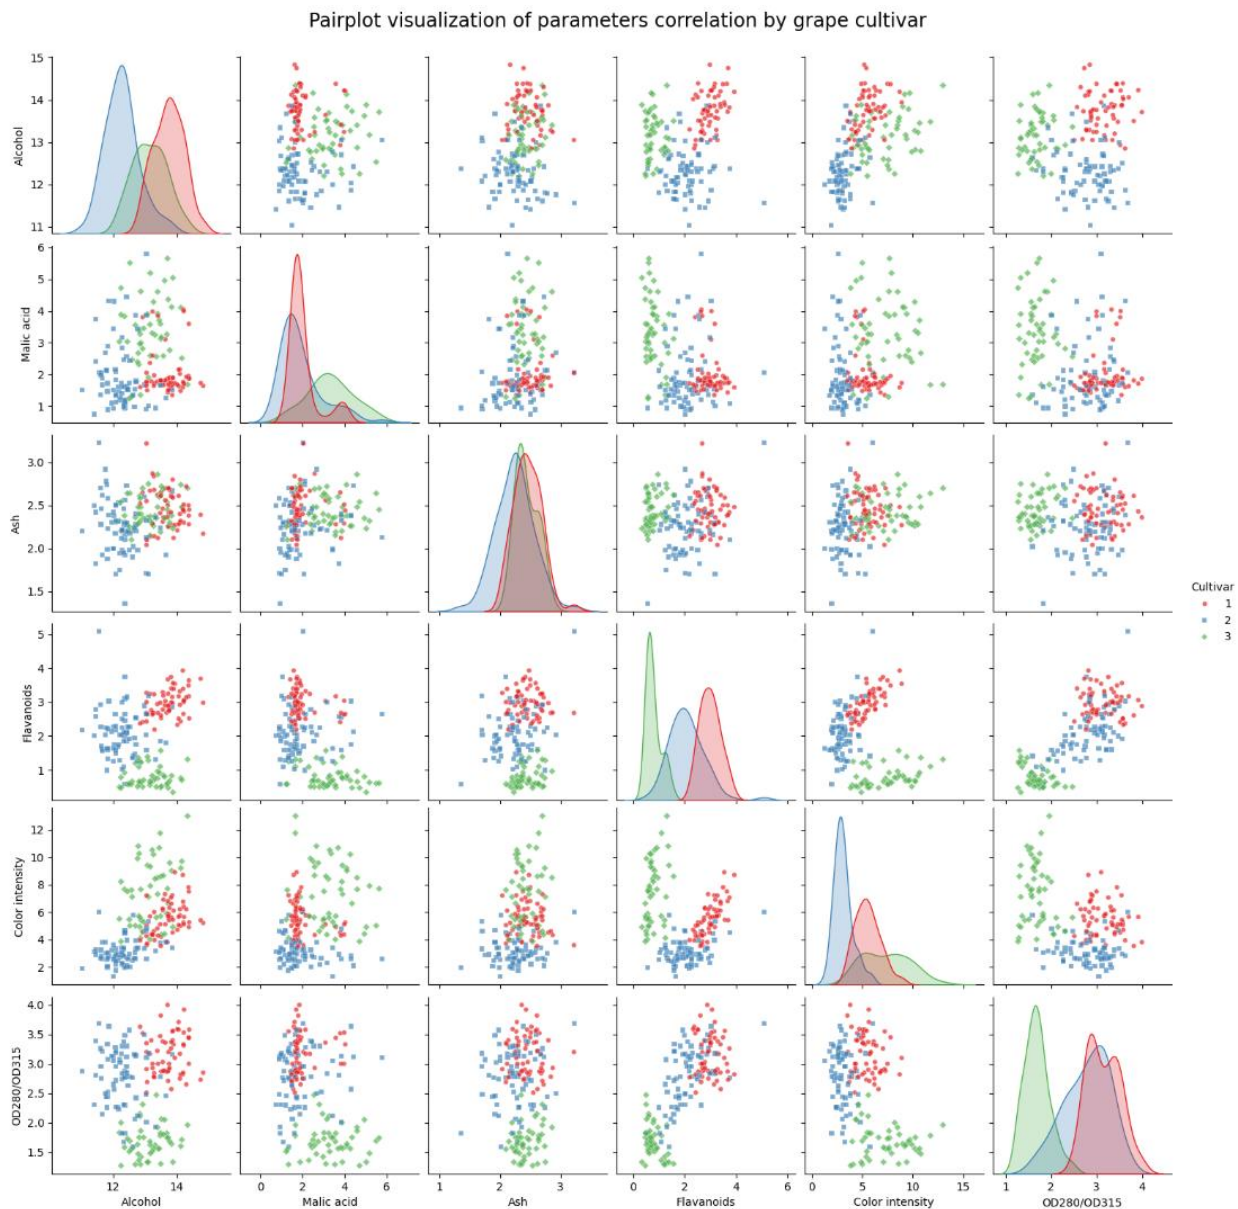 Pairplot visualization of parameters correlation by grape cultivar
15
14
13
12
11
Alcohol
6
5
4
3
2
1
Malic acid
3.0
2.5
2.0
1.5
Ash
5
4
3
2
1
Flavanoids
12
10
8
6
4
2
Color intensity
4.0
3.5
3.0
2.5
2.0
1.5
OD280/OD315
12 14
0 2 4 6
1 2 3
0 2 4 6
0 5 10 15
1 2 3 4
Alcohol
Malic acid
Ash
Flavanoids
Color intensity
OD280/OD315
Cultivar
1
2
3